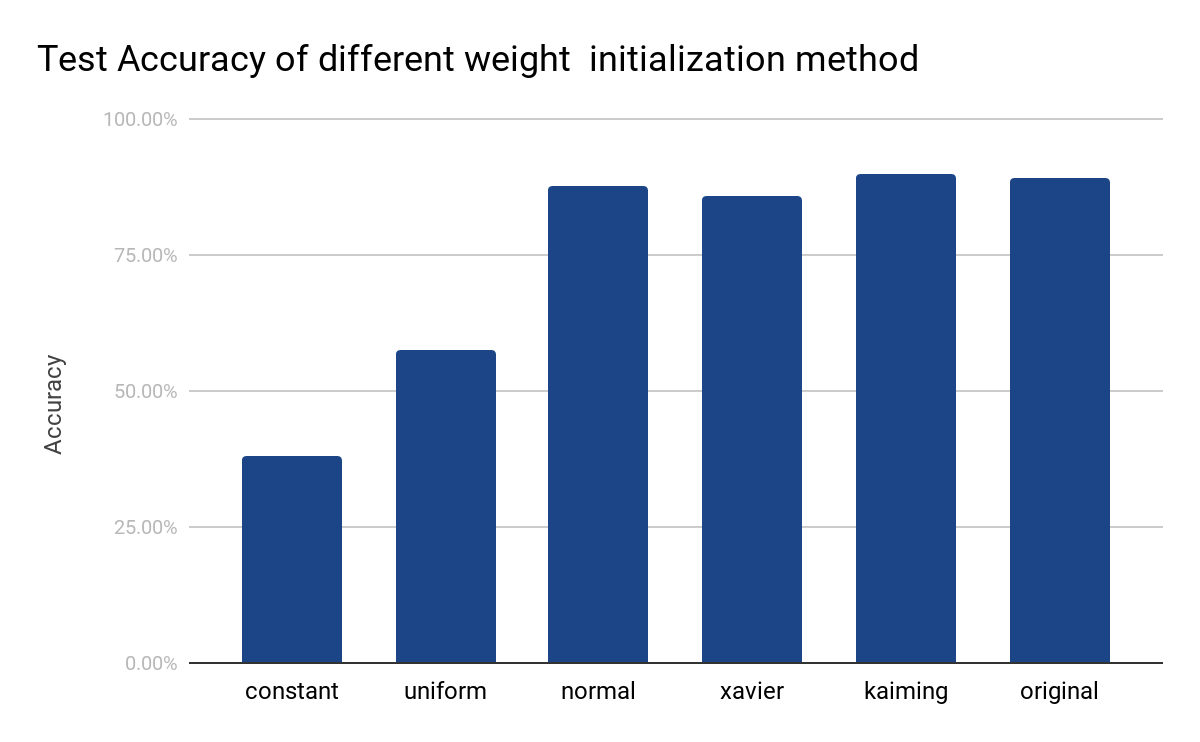 Test Accuracy of different weight  initialization method
100.00%
75.00%
50.00%
25.00%
0.00%
Accuracy
constant uniform normal xavier kaiming original